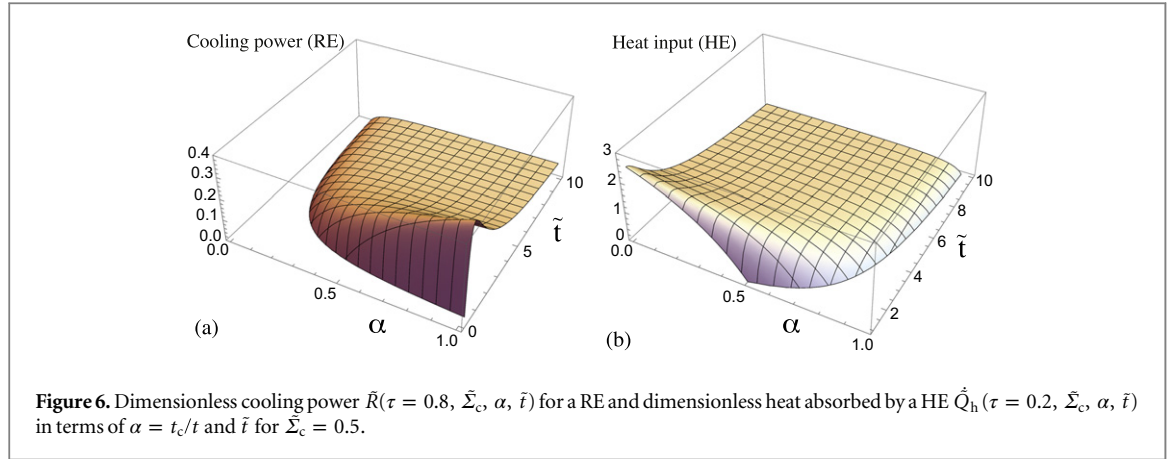 Cooling power (RE)
Heat input (HE)
0.4
0.3
0.2
0.1
0.0
0.0
0.5
1.0
α
0
5
10
t̃
(a)
3
2
1
0
0.0
0.5
1.0
α
2
4
6
8
10
t̃
(b)
Figure 6. Dimensionless cooling power R̃(τ = 0.8, Σ̃c, α, t̃) for a RE and dimensionless heat absorbed by a HE Q̃̇h(τ = 0.2, Σ̃c, α, t̃)
in terms of α = tc/t and t̃ for Σ̃c = 0.5.